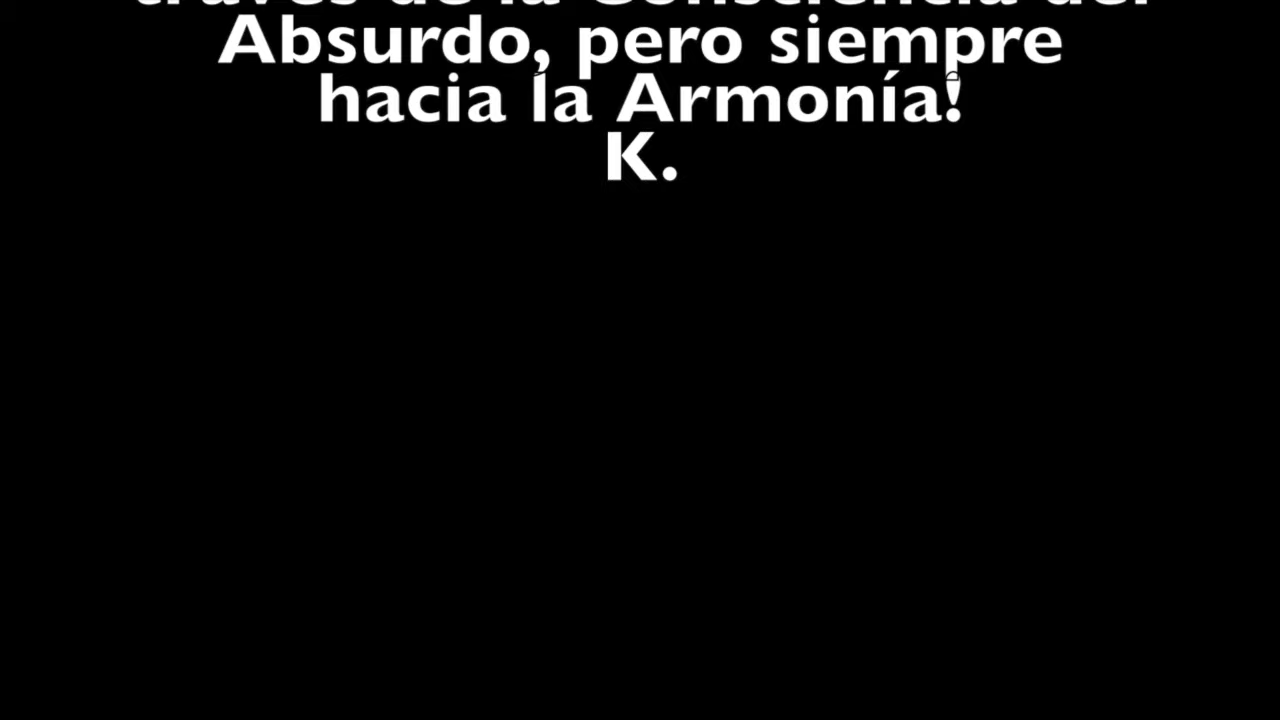 través de la Consciencia del
Absurdo, pero siempre
hacia la Armonía!
K.